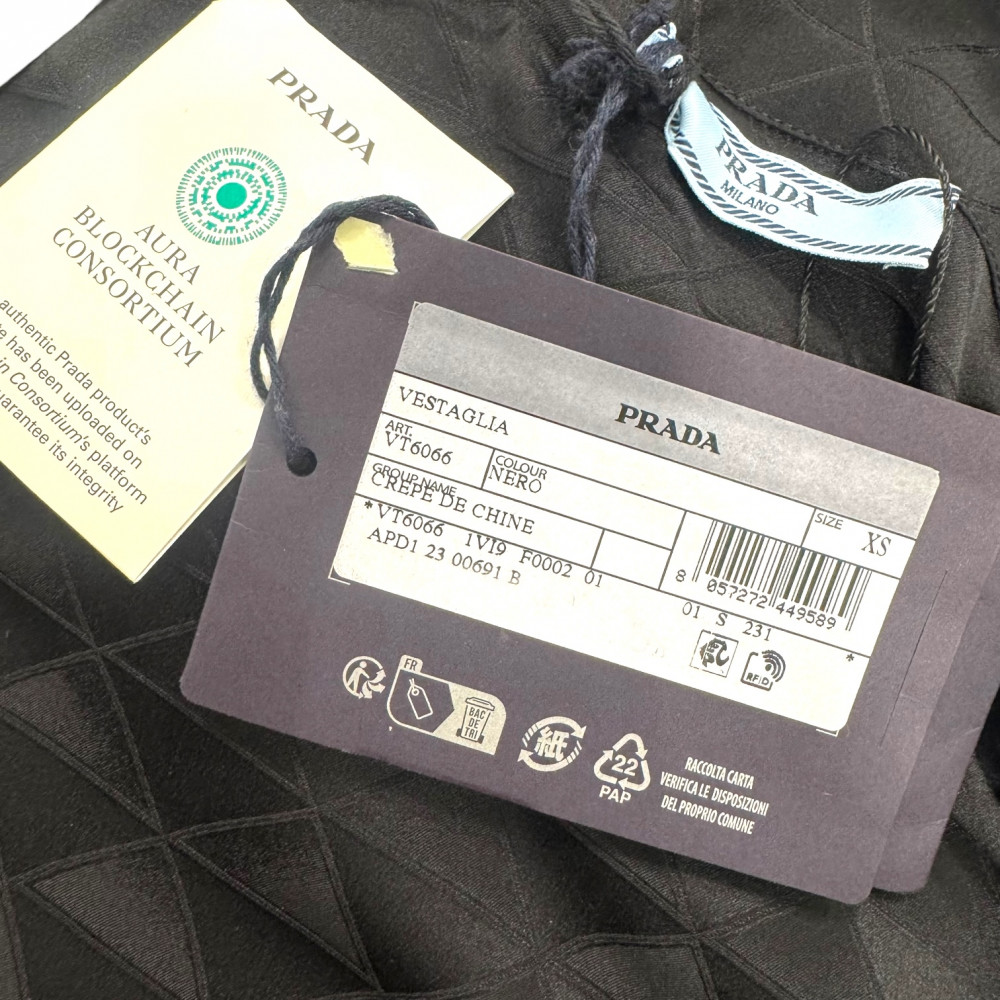 PRADA
AURA
BLOCKCHAIN
CONSORTIUM
authentic Prada product's
has been uploaded on
Consortium's platform
its integrity
PRADA
MILANO
PRADA
VESTAGLIA
ART.
VT6066
COLOUR
NERO
GROUP NAME
CREPE DE CHINE
*VT6066 1VI9 F0002 01
APD1 23 00691 B
SIZE
XS
8 057272 449589
01 S 231
*
RFID
FR
BAC
DE
TRI
紙
22
PAP
RACCOLTA CARTA
VERIFICA LE DISPOSIZIONI
DEL PROPRIO COMUNE